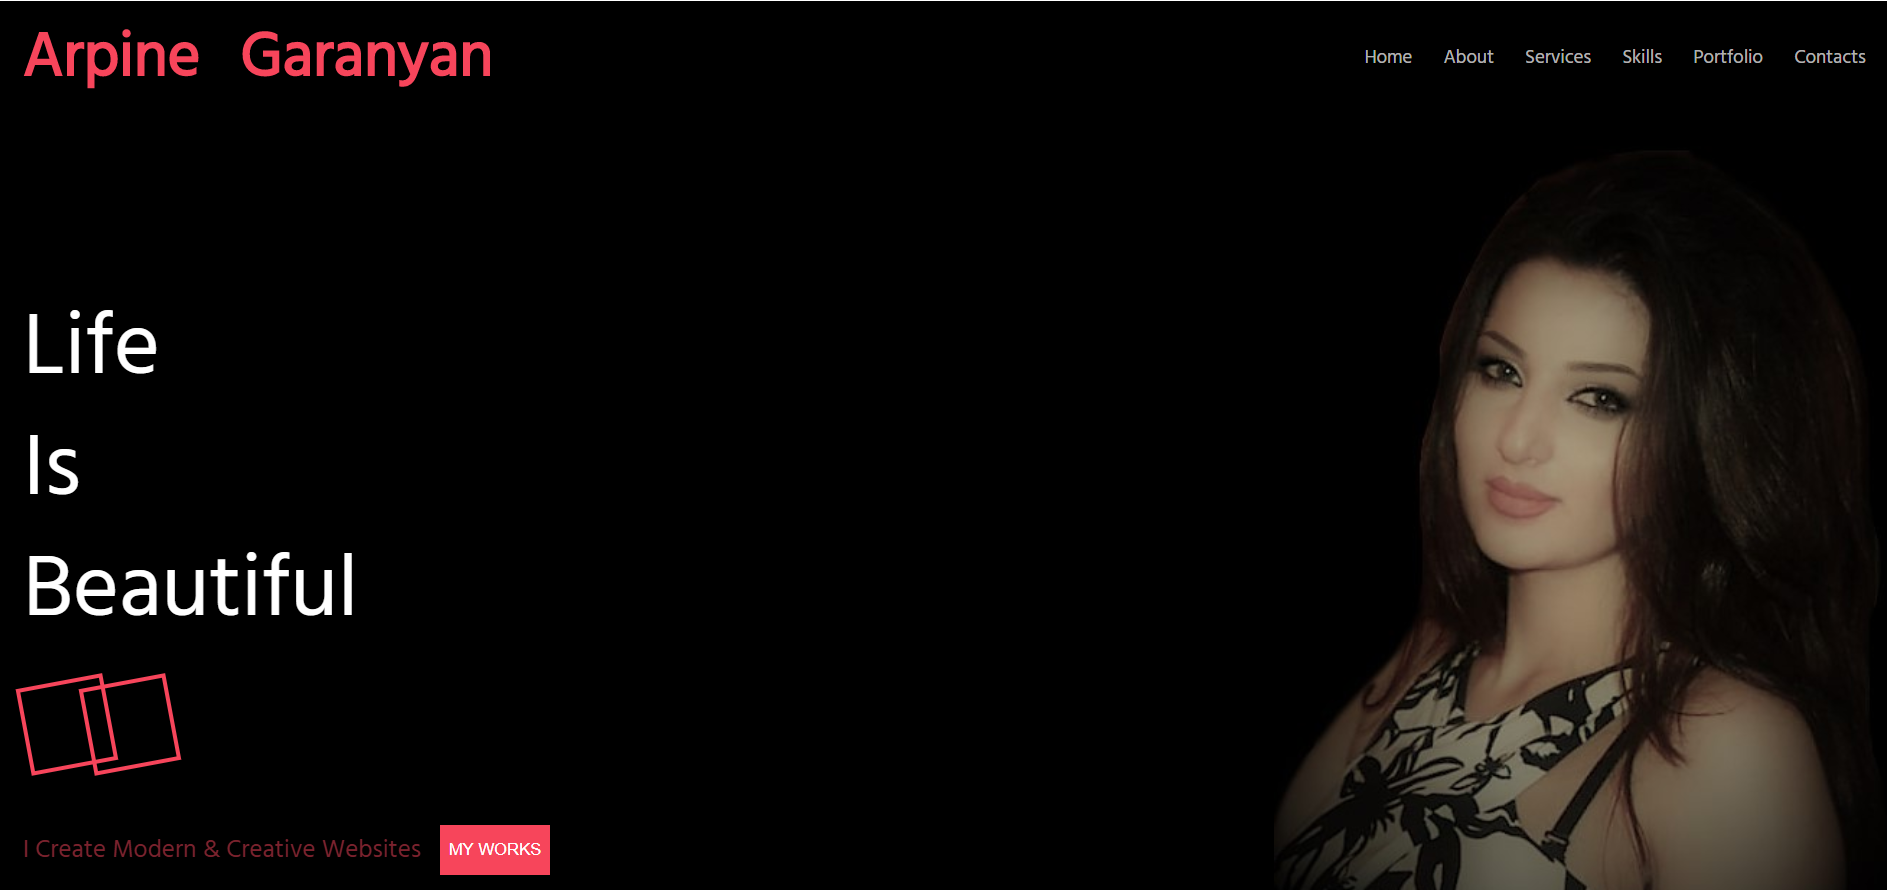 Arpine Garanyan
Home About Services Skills Portfolio Contacts
Life
Is
Beautiful
I Create Modern & Creative Websites MY WORKS